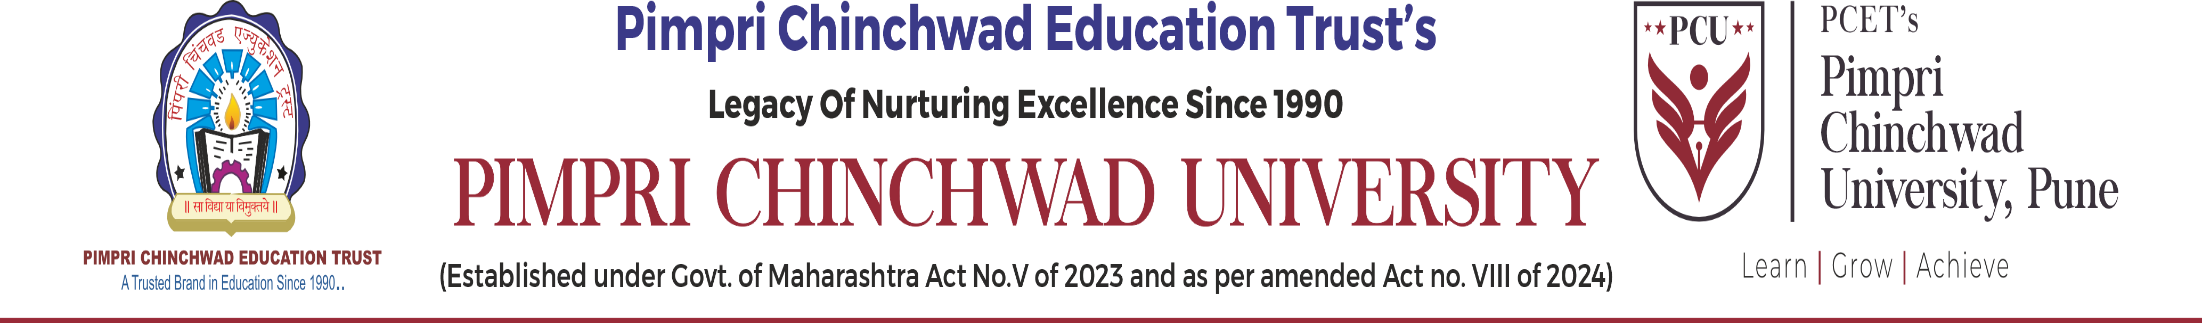 पिंपरी चिंचवड एज्युकेशन ट्रस्ट
॥ सा विद्या या विमुक्तये ॥
PIMPRI CHINCHWAD EDUCATION TRUST
A Trusted Brand in Education Since 1990..
Pimpri Chinchwad Education Trust’s
Legacy Of Nurturing Excellence Since 1990
PIMPRI CHINCHWAD UNIVERSITY
(Established under Govt. of Maharashtra Act No.V of 2023 and as per amended Act no. VIII of 2024)
PCU
PCET’s
Pimpri
Chinchwad
University, Pune
Learn | Grow | Achieve